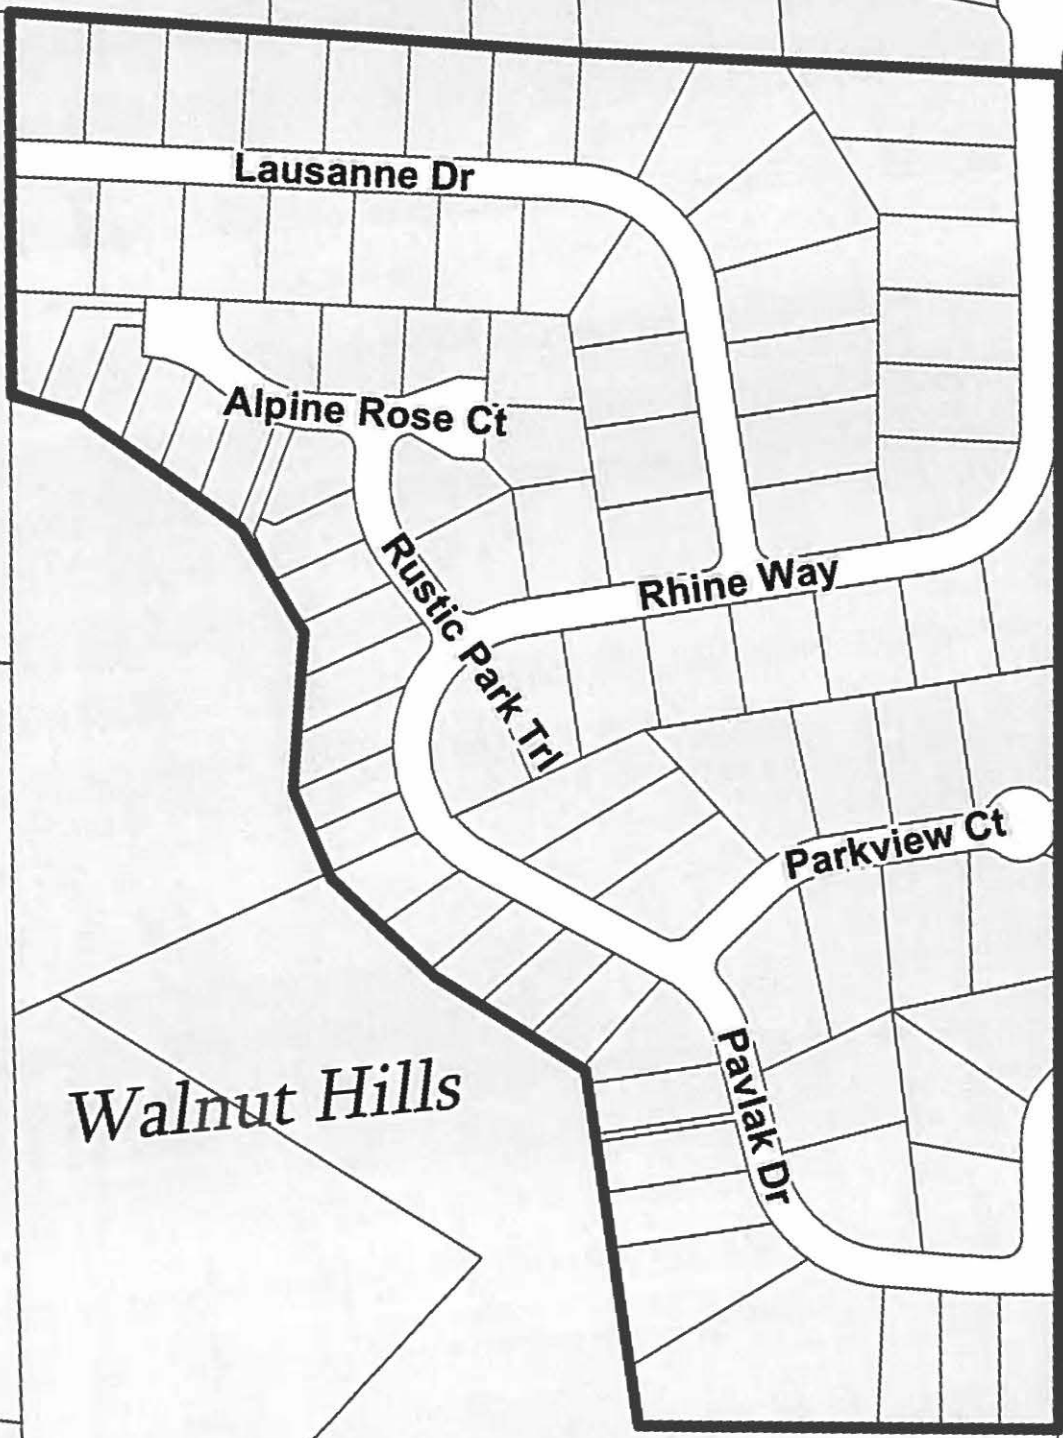 Lausanne Dr
Alpine Rose Ct
Rustic Park Trl
Rhine Way
Parkview Ct
Pavlak Dr
Walnut Hills